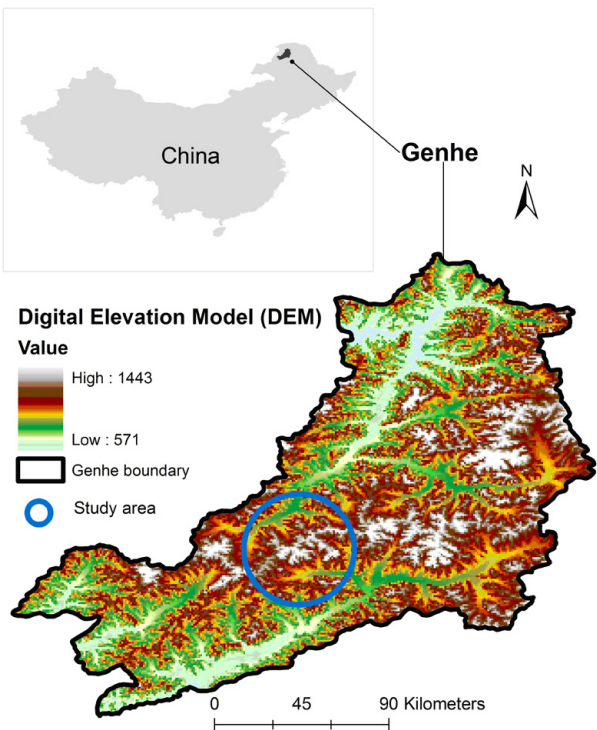 China
Genhe
N
Digital Elevation Model (DEM)
Value
High : 1443
Low : 571
Genhe boundary
Study area
0 45 90 Kilometers